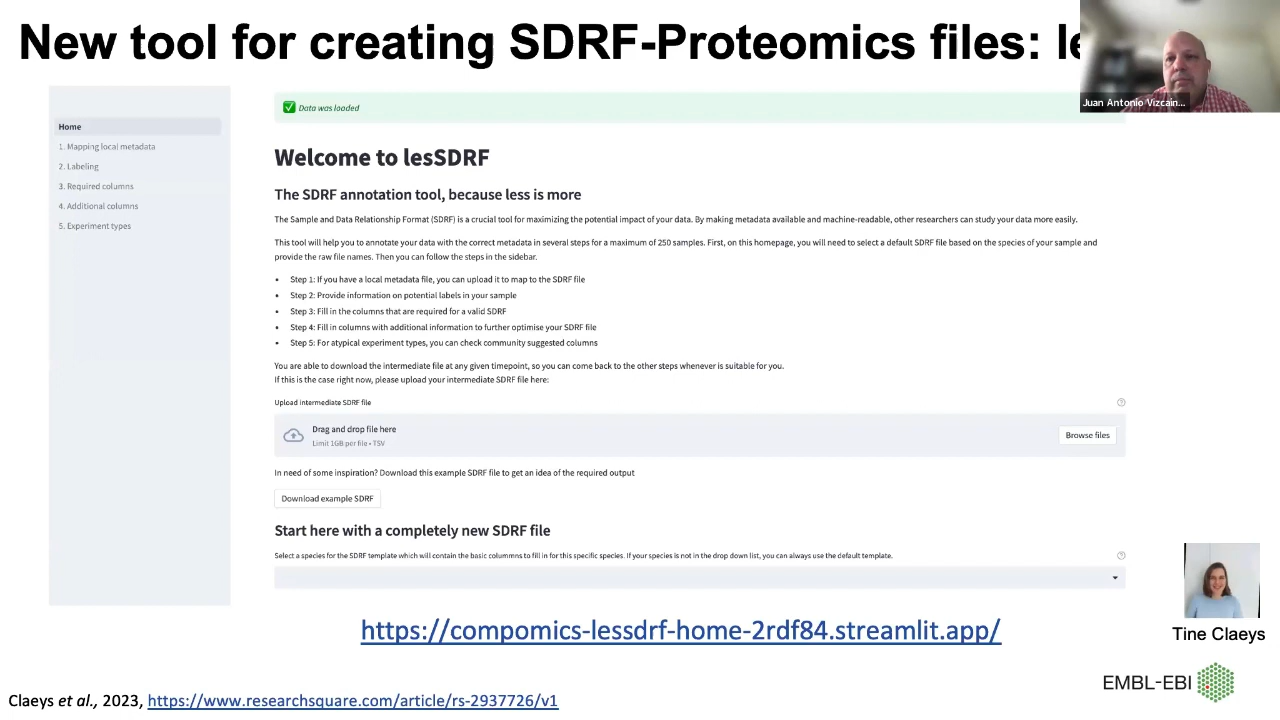 New tool for creating SDRF-Proteomics files: le
Juan Antonio Vizcain...
✅ Data was loaded
Home
1. Mapping local metadata
2. Labeling
3. Required columns
4. Additional columns
5. Experiment types
Welcome to lesSDRF
The SDRF annotation tool, because less is more
The Sample and Data Relationship Format (SDRF) is a crucial tool for maximizing the potential impact of your data. By making metadata available and machine-readable, other researchers can study your data more easily.
This tool will help you to annotate your data with the correct metadata in several steps for a maximum of 250 samples. First, on this homepage, you will need to select a default SDRF file based on the species of your sample and
provide the raw file names. Then you can follow the steps in the sidebar.
• Step 1: If you have a local metadata file, you can upload it to map to the SDRF file
• Step 2: Provide information on potential labels in your sample
• Step 3: Fill in the columns that are required for a valid SDRF
• Step 4: Fill in columns with additional information to further optimise your SDRF file
• Step 5: For atypical experiment types, you can check community suggested columns
You are able to download the intermediate file at any given timepoint, so you can come back to the other steps whenever is suitable for you.
If this is the case right now, please upload your intermediate SDRF file here:
Upload intermediate SDRF file
Drag and drop file here
Limit 1GB per file • TSV
Browse files
In need of some inspiration? Download this example SDRF file to get an idea of the required output
Download example SDRF
Start here with a completely new SDRF file
Select a species for the SDRF template which will contain the basic colummns to fill in for this specific species. If your species is not in the drop down list, you can always use the default template.
https://compomics-lessdrf-home-2rdf84.streamlit.app/
Tine Claeys
EMBL-EBI
Claeys et al., 2023, https://www.researchsquare.com/article/rs-2937726/v1